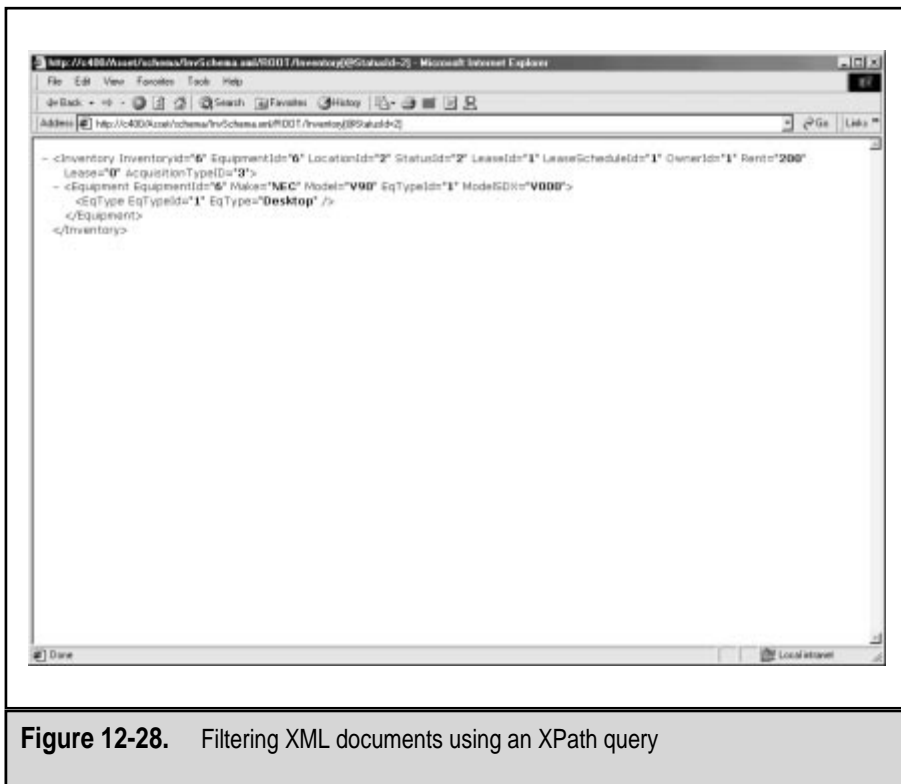 http://c400/Asset/schema/InvSchema.xml/ROOT/Inventory[@StatusId=2] - Microsoft Internet Explorer
File Edit View Favorites Tools Help
Back Search Favorites History
Address http://c400/Asset/schema/InvSchema.xml/ROOT/Inventory[@StatusId=2] Go Links "
- <Inventory Inventoryid="6" EquipmentId="6" LocationId="2" StatusId="2" LeaseId="1" LeaseScheduleId="1" OwnerId="1" Rent="200"
Lease="0" AcquisitionTypeID="3">
- <Equipment EquipmentId="6" Make="NEC" Model="V90" EqTypeId="1" ModelSDX="V000">
<EqType EqTypeId="1" EqType="Desktop" />
</Equipment>
</Inventory>
Done Local intranet
Figure 12-28. Filtering XML documents using an XPath query